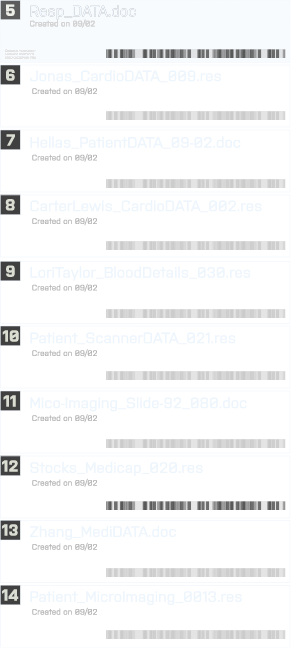 5 Resp_DATA.doc
Created on 09/02
6 Jonas_CardioDATA_009.res
Created on 09/02
7 Hellas_PatientDATA_09-02.doc
Created on 09/02
8 CarterLewis_CardioDATA_002.res
Created on 09/02
9 LoriTaylor_BloodDetails_030.res
Created on 09/02
10 Patient_ScannerDATA_021.res
Created on 09/02
11 Mico-Imaging_Slide-92_080.doc
Created on 09/02
12 Stocks_Medicap_020.res
Created on 09/02
13 Zhang_MediDATA.doc
Created on 09/02
14 Patient_MicroImaging_0013.res
Created on 09/02